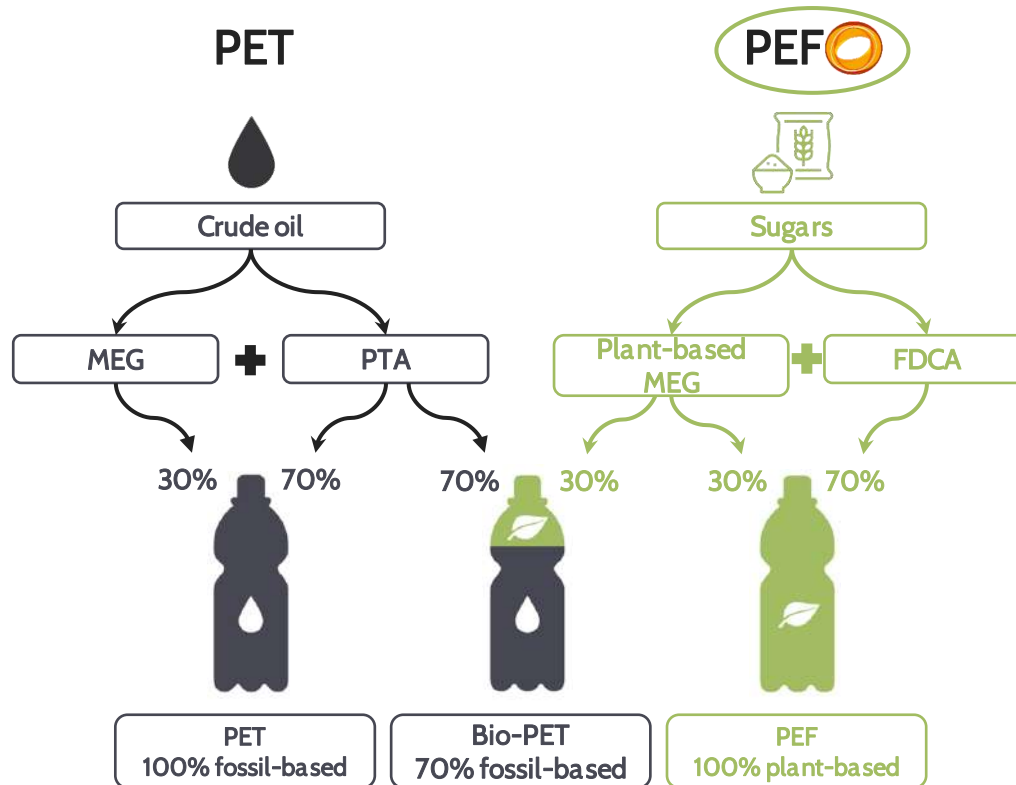 PET
PEF
Crude oil
Sugars
MEG
PTA
Plant-based
MEG
FDCA
30%
70%
70%
30%
30%
70%
PET
100% fossil-based
Bio-PET
70% fossil-based
PEF
100% plant-based